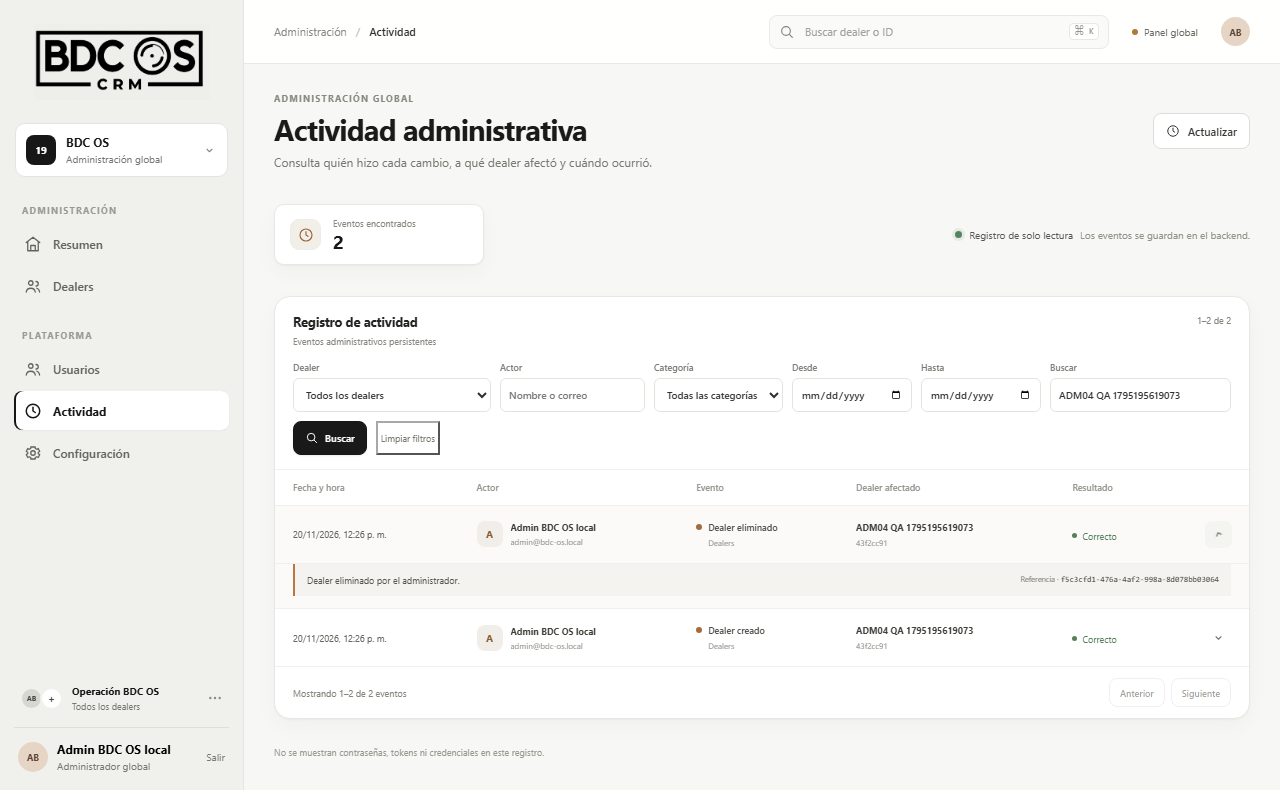 BDC OS
CRM
19
BDC OS
Administración global
ADMINISTRACIÓN
Resumen
Dealers
PLATAFORMA
Usuarios
Actividad
Configuración
AB
+
Operación BDC OS
Todos los dealers
AB
Admin BDC OS local
Administrador global
Salir
Administración / Actividad
Buscar dealer o ID
⌘ K
Panel global
AB
ADMINISTRACIÓN GLOBAL
Actividad administrativa
Consulta quién hizo cada cambio, a qué dealer afectó y cuándo ocurrió.
Actualizar
Eventos encontrados
2
Registro de solo lectura Los eventos se guardan en el backend.
Registro de actividad
1–2 de 2
Eventos administrativos persistentes
Dealer Actor Categoría Desde Hasta Buscar
Todos los dealers Nombre o correo Todas las categorías mm/dd/yyyy mm/dd/yyyy ADM04 QA 1795195619073
Buscar Limpiar filtros
Fecha y hora Actor Evento Dealer afectado Resultado
20/11/2026, 12:26 p. m. A Admin BDC OS local Dealer eliminado ADM04 QA 1795195619073 Correcto
admin@bdc-os.local Dealers 43f2cc91
Dealer eliminado por el administrador. Referencia · f5c3cfd1-476a-4af2-998a-8d078bb03064
20/11/2026, 12:26 p. m. A Admin BDC OS local Dealer creado ADM04 QA 1795195619073 Correcto
admin@bdc-os.local Dealers 43f2cc91
Mostrando 1–2 de 2 eventos Anterior Siguiente
No se muestran contraseñas, tokens ni credenciales en este registro.